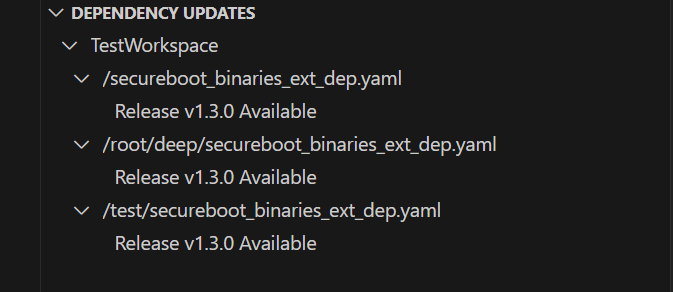 DEPENDENCY UPDATES
TestWorkspace
/secureboot_binaries_ext_dep.yaml
Release v1.3.0 Available
/root/deep/secureboot_binaries_ext_dep.yaml
Release v1.3.0 Available
/test/secureboot_binaries_ext_dep.yaml
Release v1.3.0 Available